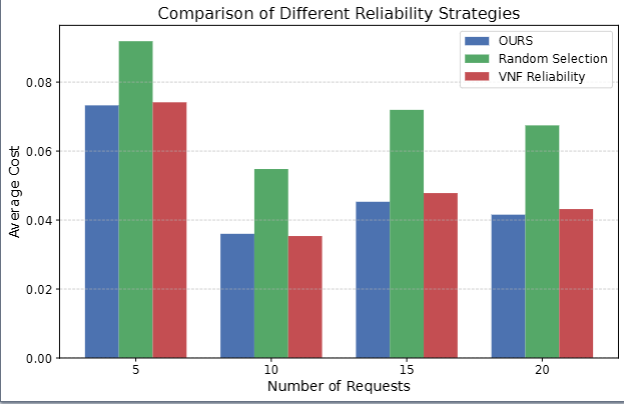 Comparison of Different Reliability Strategies
OURS
Random Selection
VNF Reliability
Average Cost
0.08
0.06
0.04
0.02
0.00
5 10 15 20
Number of Requests